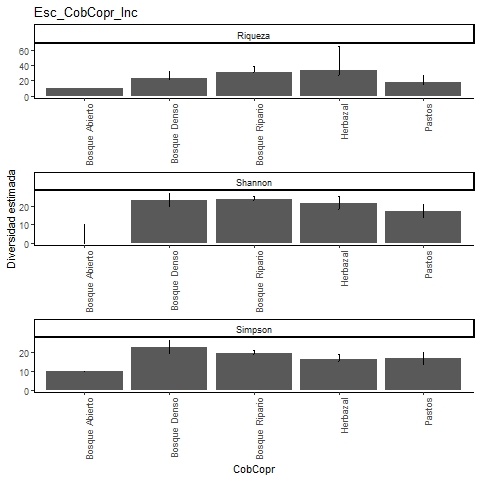 Esc_CobCopr_Inc
Riqueza
60
40
20
0
Bosque Abierto
Bosque Denso
Bosque Ripario
Herbazal
Pastos
Shannon
20
10
0
Bosque Abierto
Bosque Denso
Bosque Ripario
Herbazal
Pastos
Simpson
20
10
0
Bosque Abierto
Bosque Denso
Bosque Ripario
Herbazal
Pastos
Diversidad estimada
CobCopr